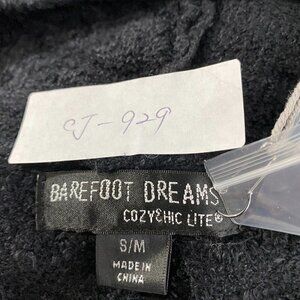 CJ-929
BAREFOOT DREAMS®
COZYCHIC LITE®
S/M
MADE IN
CHINA